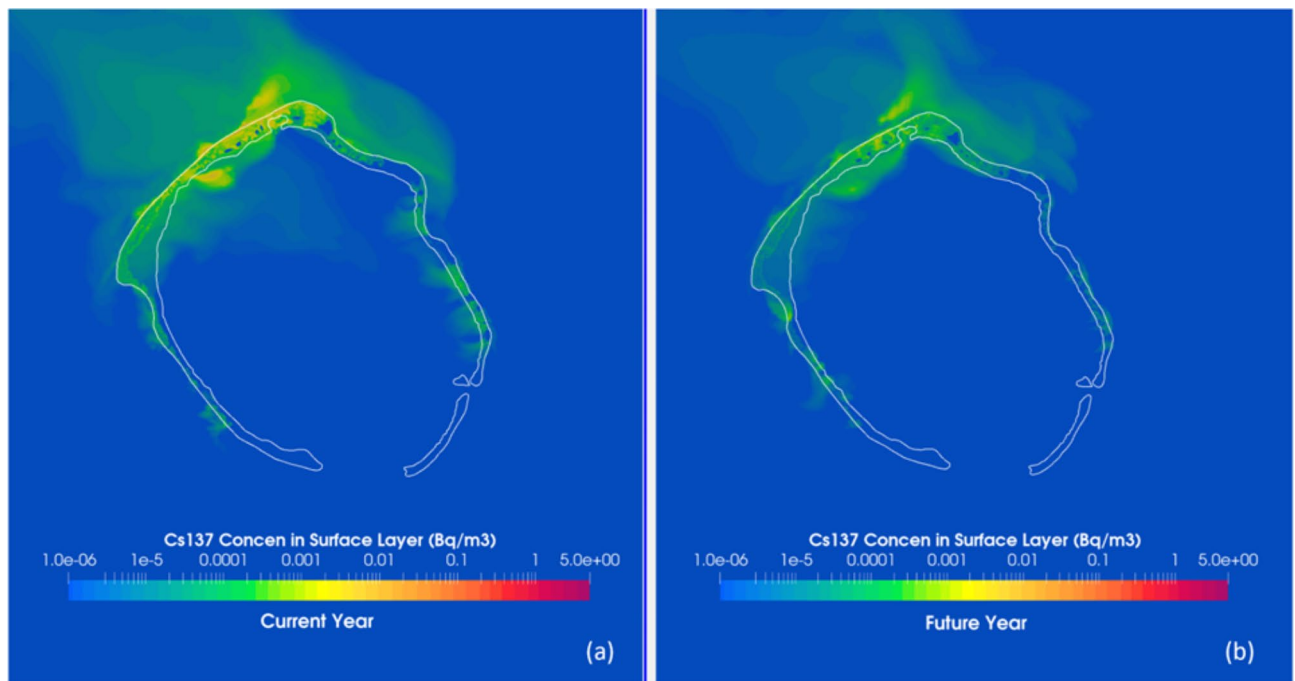 Cs137 Concen in Surface Layer (Bq/m3)
1.0e-06 1e-5 0.0001 0.001 0.01 0.1 1 5.0e+00
Current Year
(a)
Cs137 Concen in Surface Layer (Bq/m3)
1.0e-06 1e-5 0.0001 0.001 0.01 0.1 1 5.00e+00
Future Year
(b)